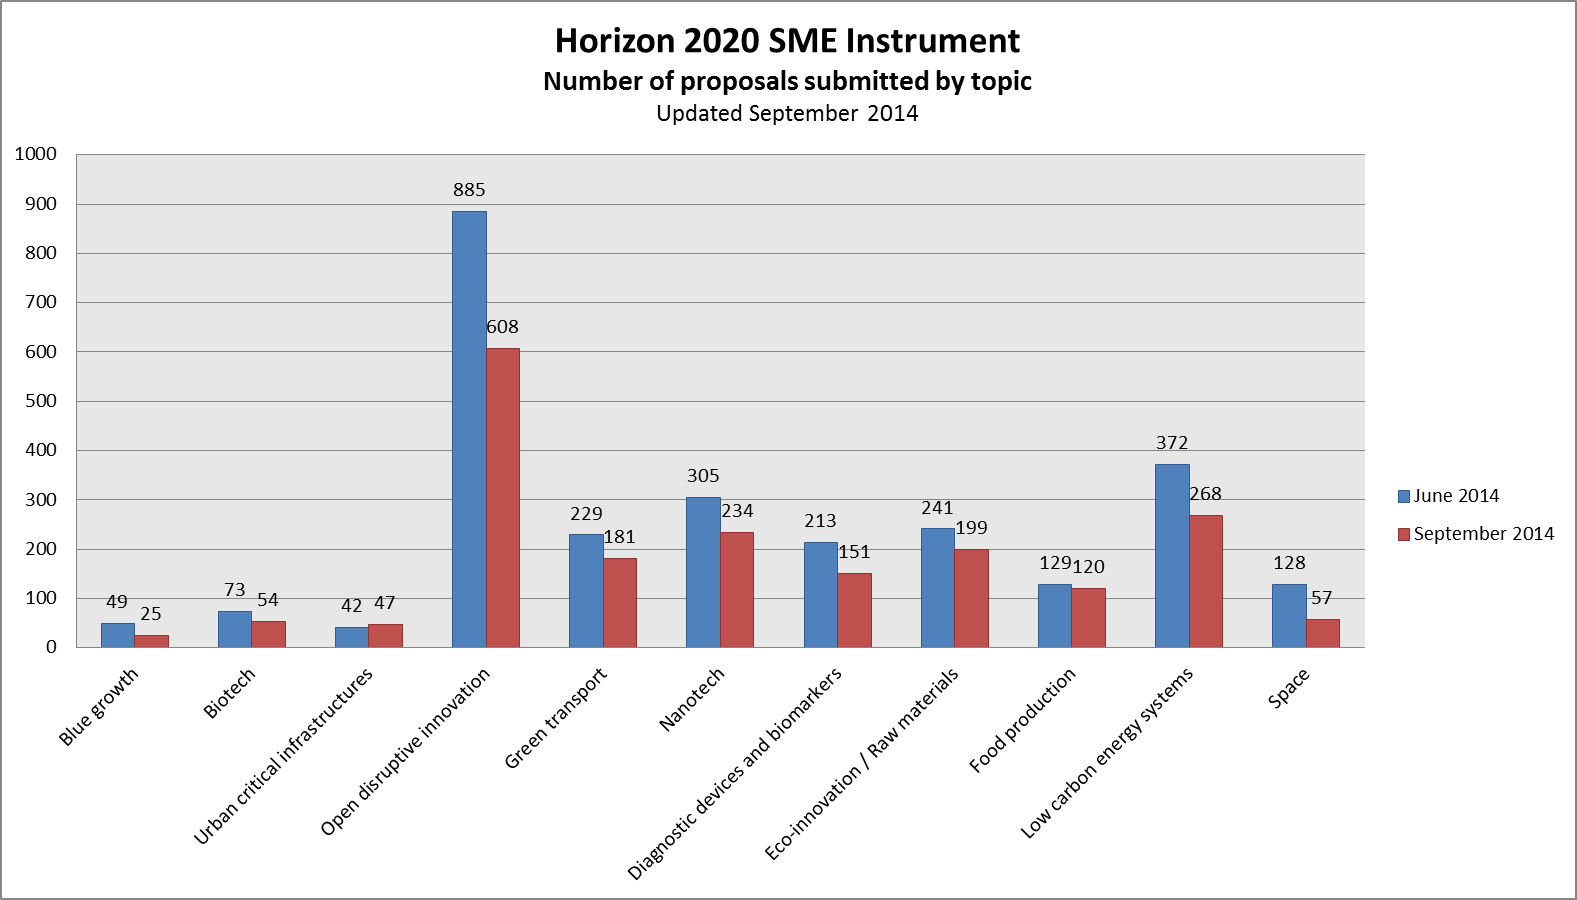 Horizon 2020 SME Instrument
Number of proposals submitted by topic
Updated September 2014
1000
900
800
700
600
500
400
300
200
100
0
49
25
73
54
42
47
885
608
229
181
305
234
213
151
241
199
129
120
372
268
128
57
Blue growth
Biotech
Urban critical infrastructures
Open disruptive innovation
Green transport
Nanotech
Diagnostic devices and biomarkers
Eco-innovation / Raw materials
Food production
Low carbon energy systems
Space
June 2014
September 2014